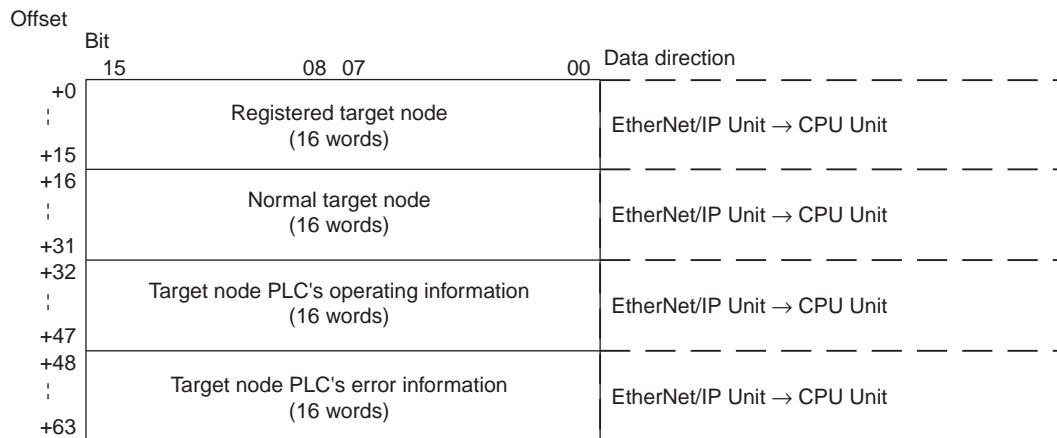 Offset
Bit
15 08 07 00 Data direction
+0
Registered target node
(16 words)
EtherNet/IP Unit → CPU Unit
+15
+16
Normal target node
(16 words)
EtherNet/IP Unit → CPU Unit
+31
+32
Target node PLC's operating information
(16 words)
EtherNet/IP Unit → CPU Unit
+47
+48
Target node PLC's error information
(16 words)
EtherNet/IP Unit → CPU Unit
+63